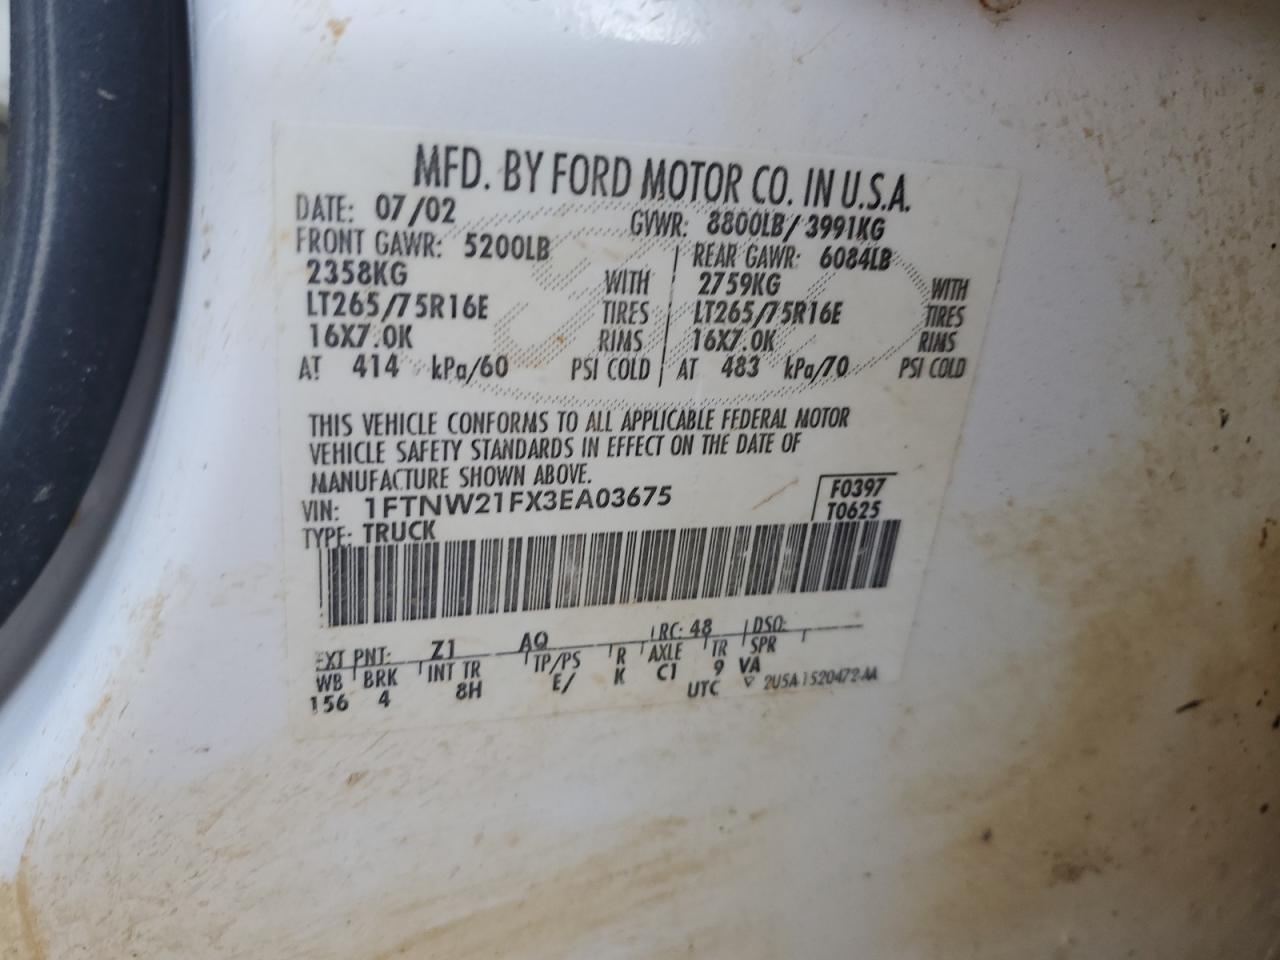 MFD. BY FORD MOTOR CO. IN U.S.A.
DATE: 07/02 GVWR: 8800LB/3991KG
FRONT GAWR: 5200LB REAR GAWR: 6084LB
2358KG WITH 2759KG WITH
LT265/75R16E TIRES LT265/75R16E TIRES
16X7.0K RIMS 16X7.0K RIMS
AT 414 kPa/60 PSI COLD AT 483 kPa/70 PSI COLD
THIS VEHICLE CONFORMS TO ALL APPLICABLE FEDERAL MOTOR
VEHICLE SAFETY STANDARDS IN EFFECT ON THE DATE OF
MANUFACTURE SHOWN ABOVE.
VIN: 1FTNW21FX3EA03675 F0397
TYPE: TRUCK T0625
EXT PNT: Z1 AQ RC: 48 DSO:
WB BRK INT TR TP/PS R AXLE TR SPR
156 4 8H E/ K C1 9 VA
UTC ▽ 2U5A 1520472-AA